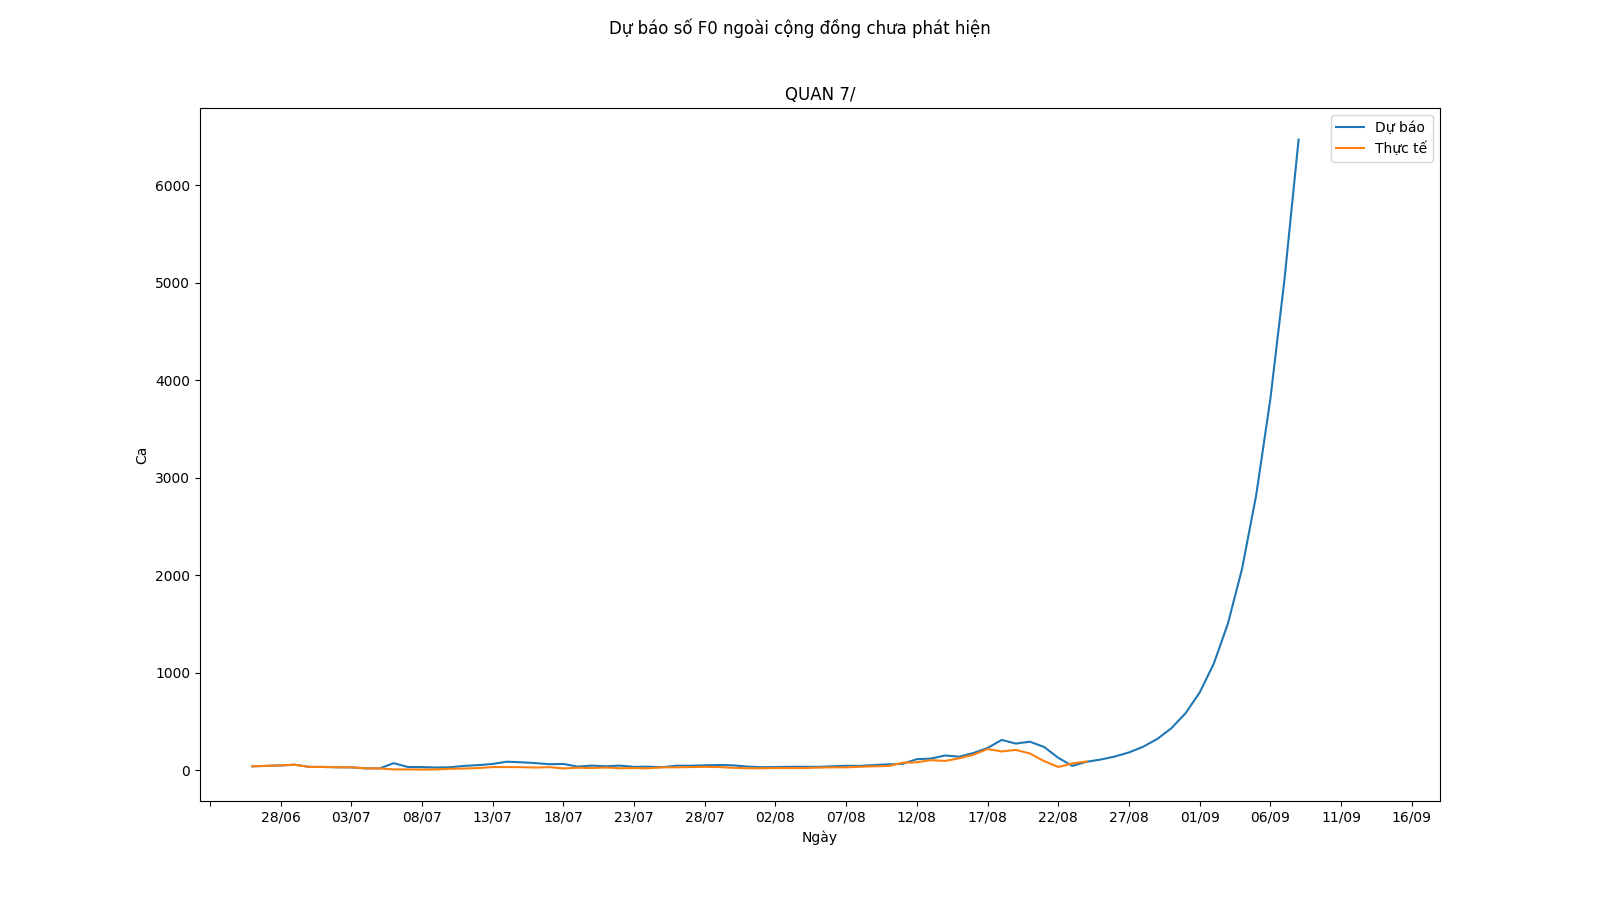 Dự báo số F0 ngoài cộng đồng chưa phát hiện
QUAN 7/
Dự báo
Thực tế
6000
5000
4000
3000
2000
1000
0
Ca
28/06 03/07 08/07 13/07 18/07 23/07 28/07 02/08 07/08 12/08 17/08 22/08 27/08 01/09 06/09 11/09 16/09
Ngày